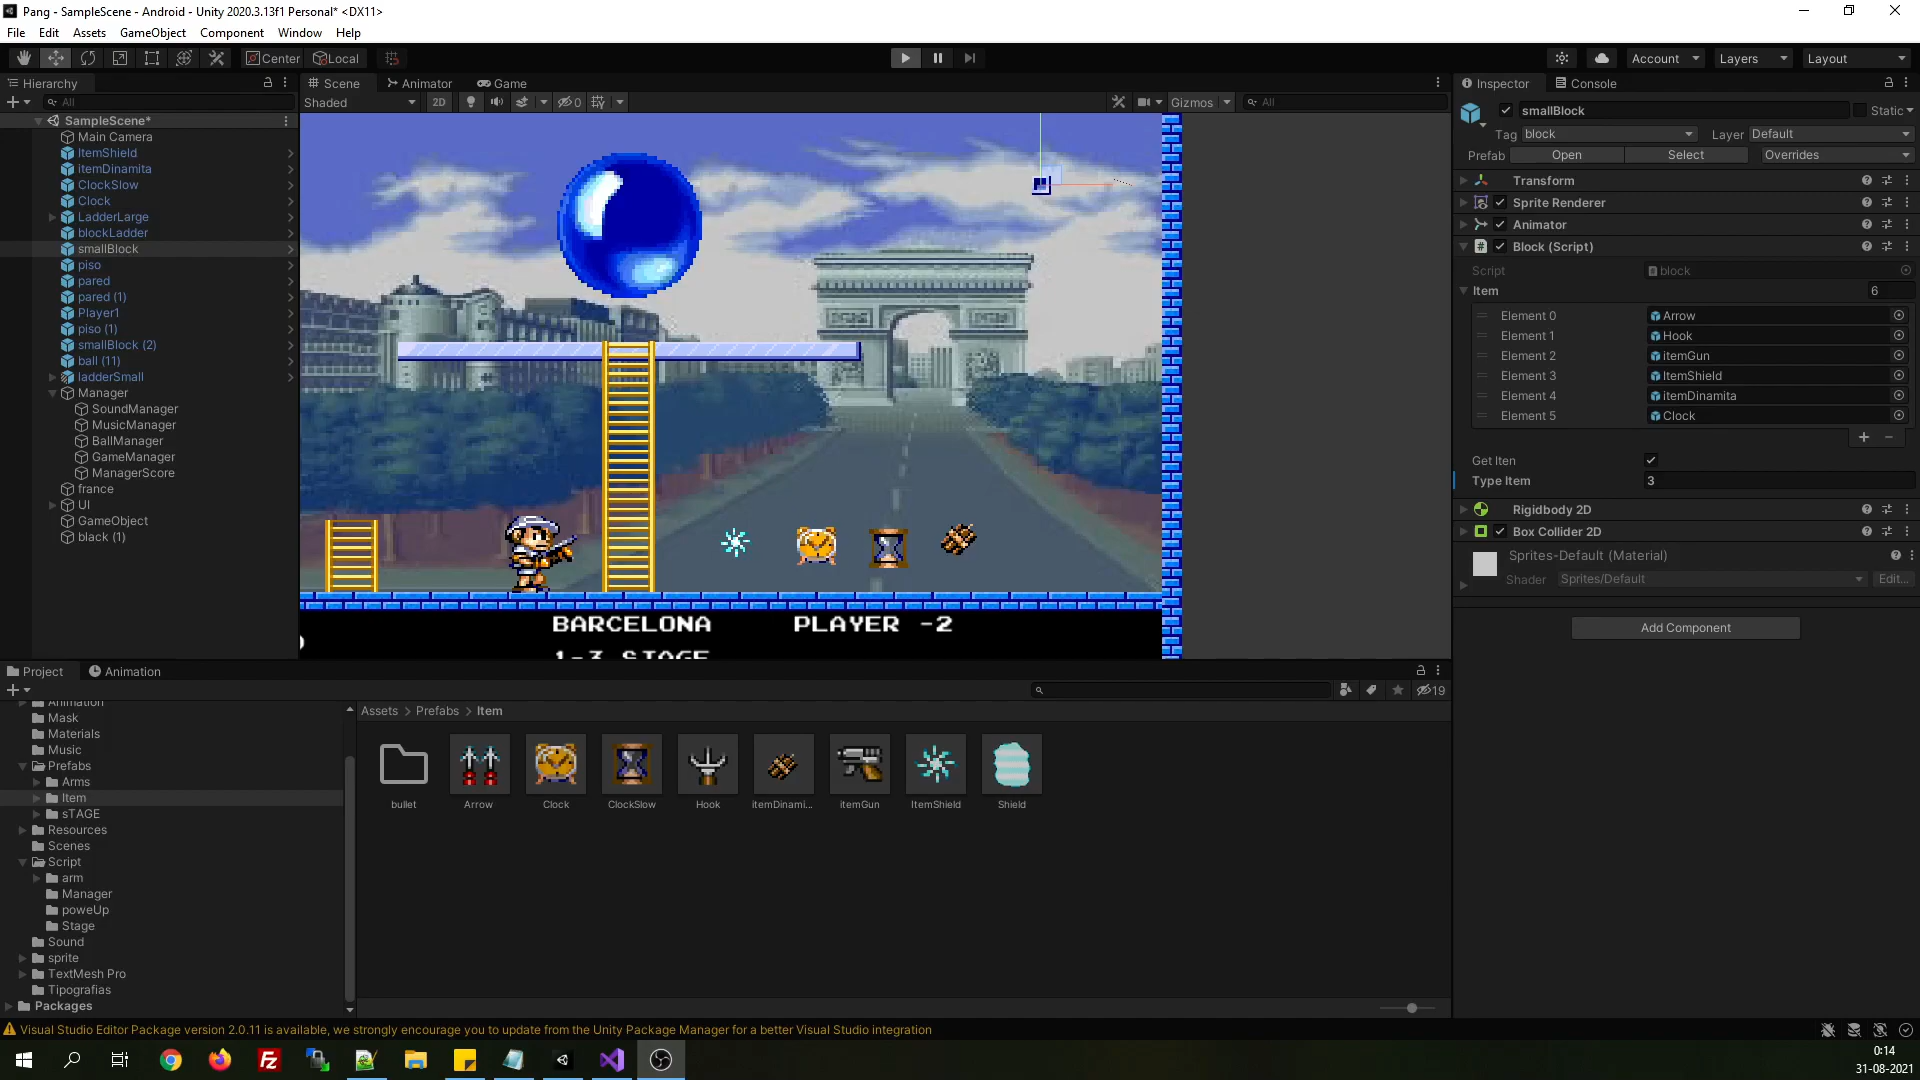 Pang - SampleScene - Android - Unity 2020.3.13f1 Personal* <DX11>
File Edit Assets GameObject Component Window Help
Center Local Account Layers Layout
Hierarchy
All
SampleScene*
Main Camera
ItemShield
itemDinamita
ClockSlow
Clock
LadderLarge
blockLadder
smallBlock
piso
pared
pared (1)
Player1
piso (1)
smallBlock (2)
ball (11)
ladderSmall
Manager
SoundManager
MusicManager
BallManager
GameManager
ManagerScore
france
UI
GameObject
black (1)
Scene Animator Game
Shaded 2D 0 Gizmos All
BARCELONA PLAYER -2
1-3 STAGE
Inspector Console
smallBlock Static
Tag block Layer Default
Prefab Open Select Overrides
Transform
Sprite Renderer
Animator
# Block (Script)
Script block
Item 6
Element 0 Arrow
Element 1 Hook
Element 2 itemGun
Element 3 ItemShield
Element 4 itemDinamita
Element 5 Clock
Get Iten
Type Item 3
Rigidbody 2D
Box Collider 2D
Sprites-Default (Material)
Shader Sprites/Default Edit...
Add Component
Project Animation
19
Animation
Mask
Materials
Music
Prefabs
Arms
Item
sTAGE
Resources
Scenes
Script
arm
Manager
poweUp
Stage
Sound
sprite
TextMesh Pro
Tipografias
Packages
Assets > Prefabs > Item
bullet Arrow Clock ClockSlow Hook itemDinami... itemGun ItemShield Shield
Visual Studio Editor Package version 2.0.11 is available, we strongly encourage you to update from the Unity Package Manager for a better Visual Studio integration
0:14
31-08-2021